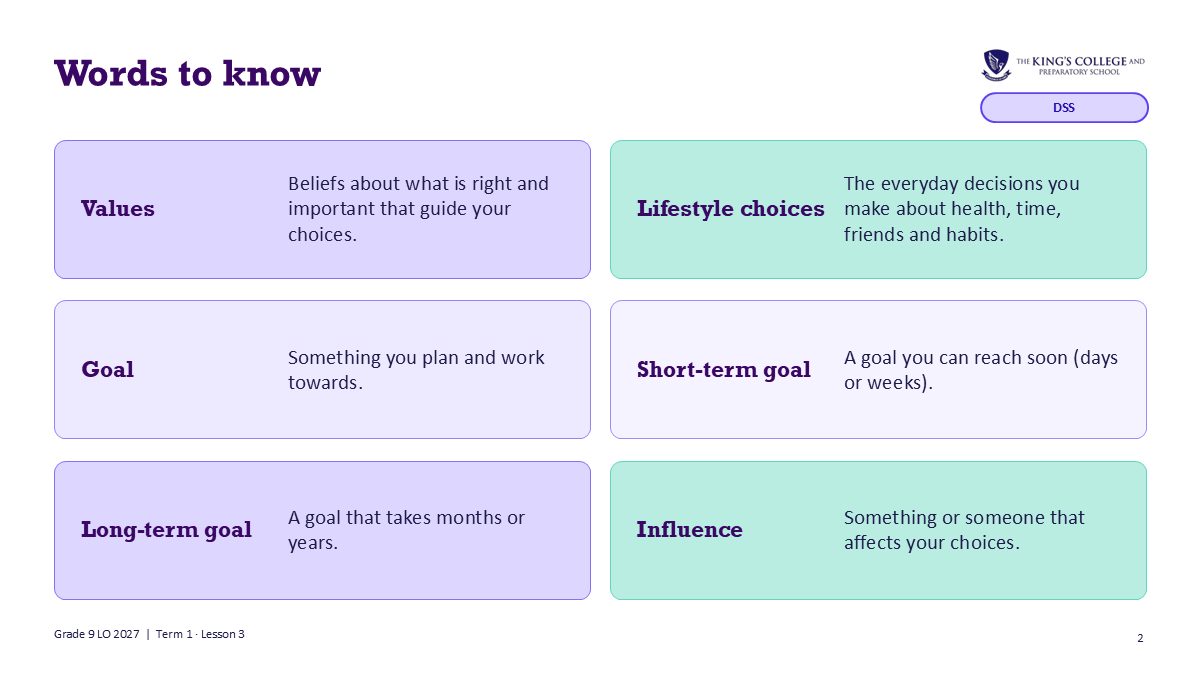 Words to know
THE KING'S COLLEGE AND
PREPARATORY SCHOOL
DSS
Values
Beliefs about what is right and
important that guide your
choices.
Lifestyle choices
The everyday decisions you
make about health, time,
friends and habits.
Goal
Something you plan and work
towards.
Short-term goal
A goal you can reach soon (days
or weeks).
Long-term goal
A goal that takes months or
years.
Influence
Something or someone that
affects your choices.
Grade 9 LO 2027 | Term 1 · Lesson 3
2